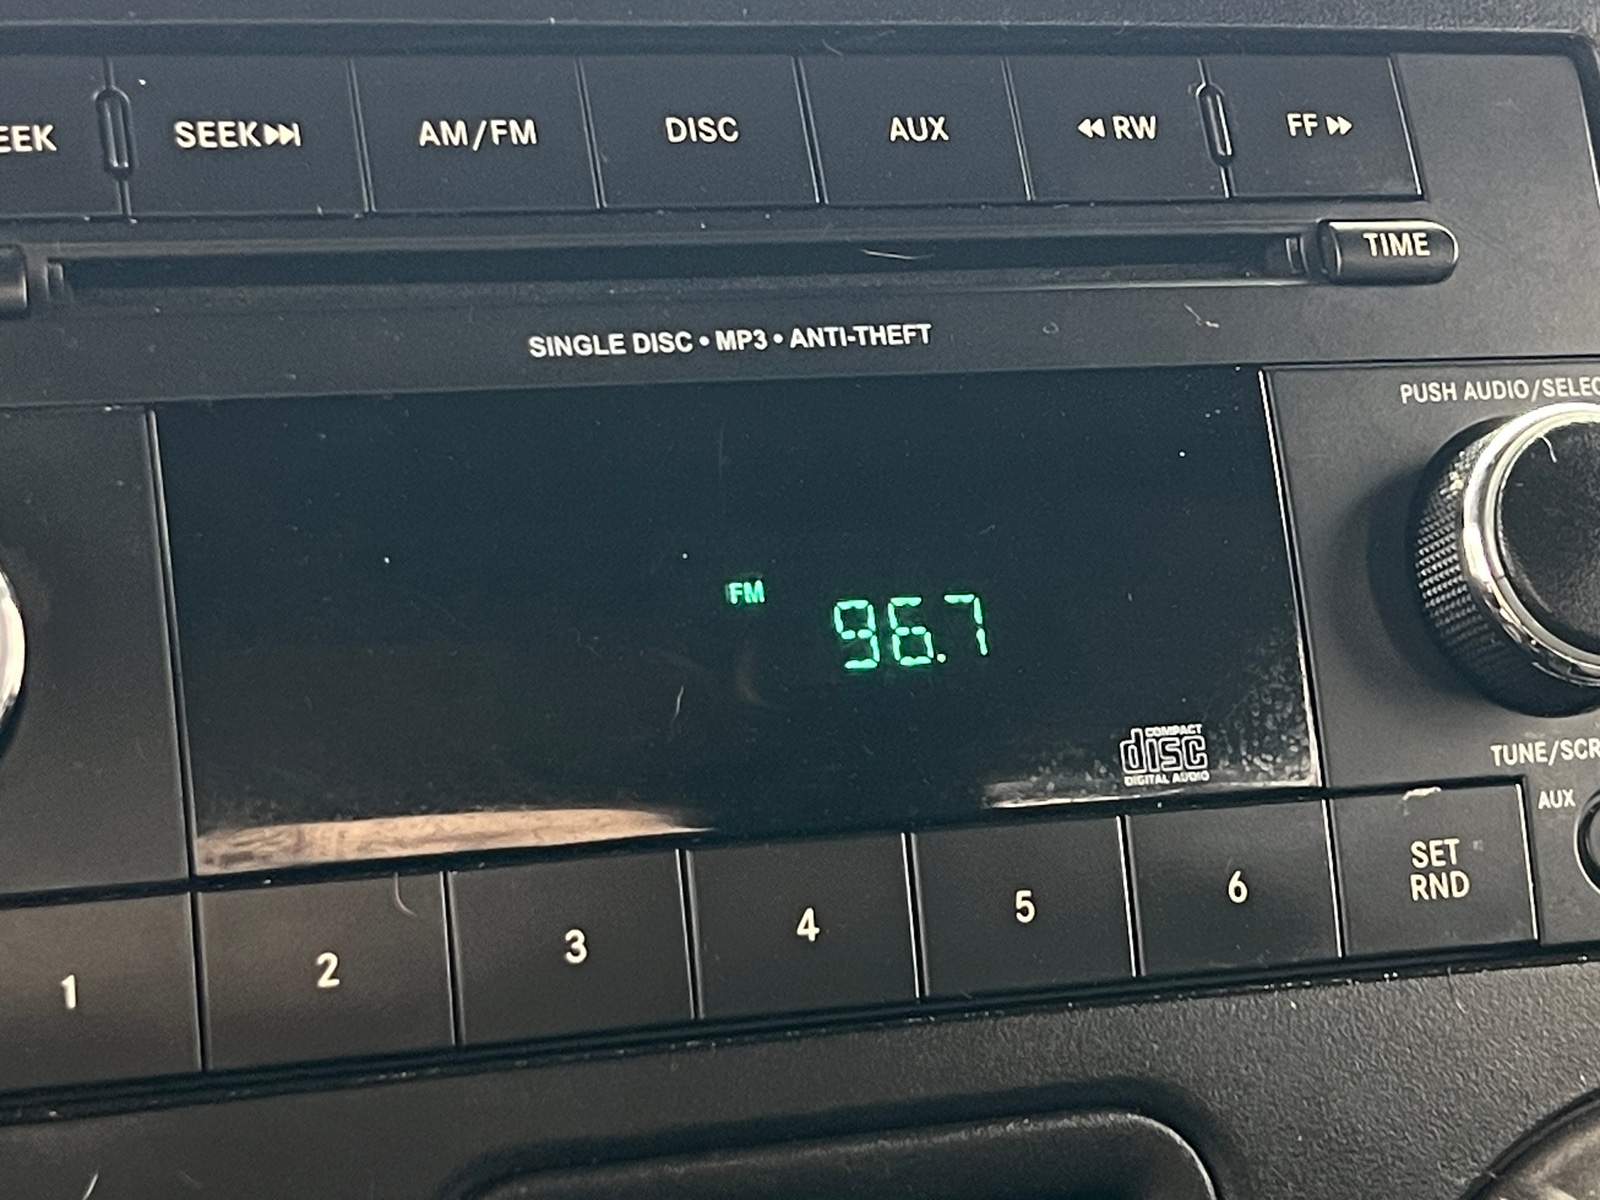 EEK
SEEK
AM/FM
DISC
AUX
RW
FF
TIME
SINGLE DISC • MP3 • ANTI-THEFT
PUSH AUDIO/SELEC
FM
96.7
COMPACT
disc
DIGITAL AUDIO
TUNE/SCR
AUX
1
2
3
4
5
6
SET
RND